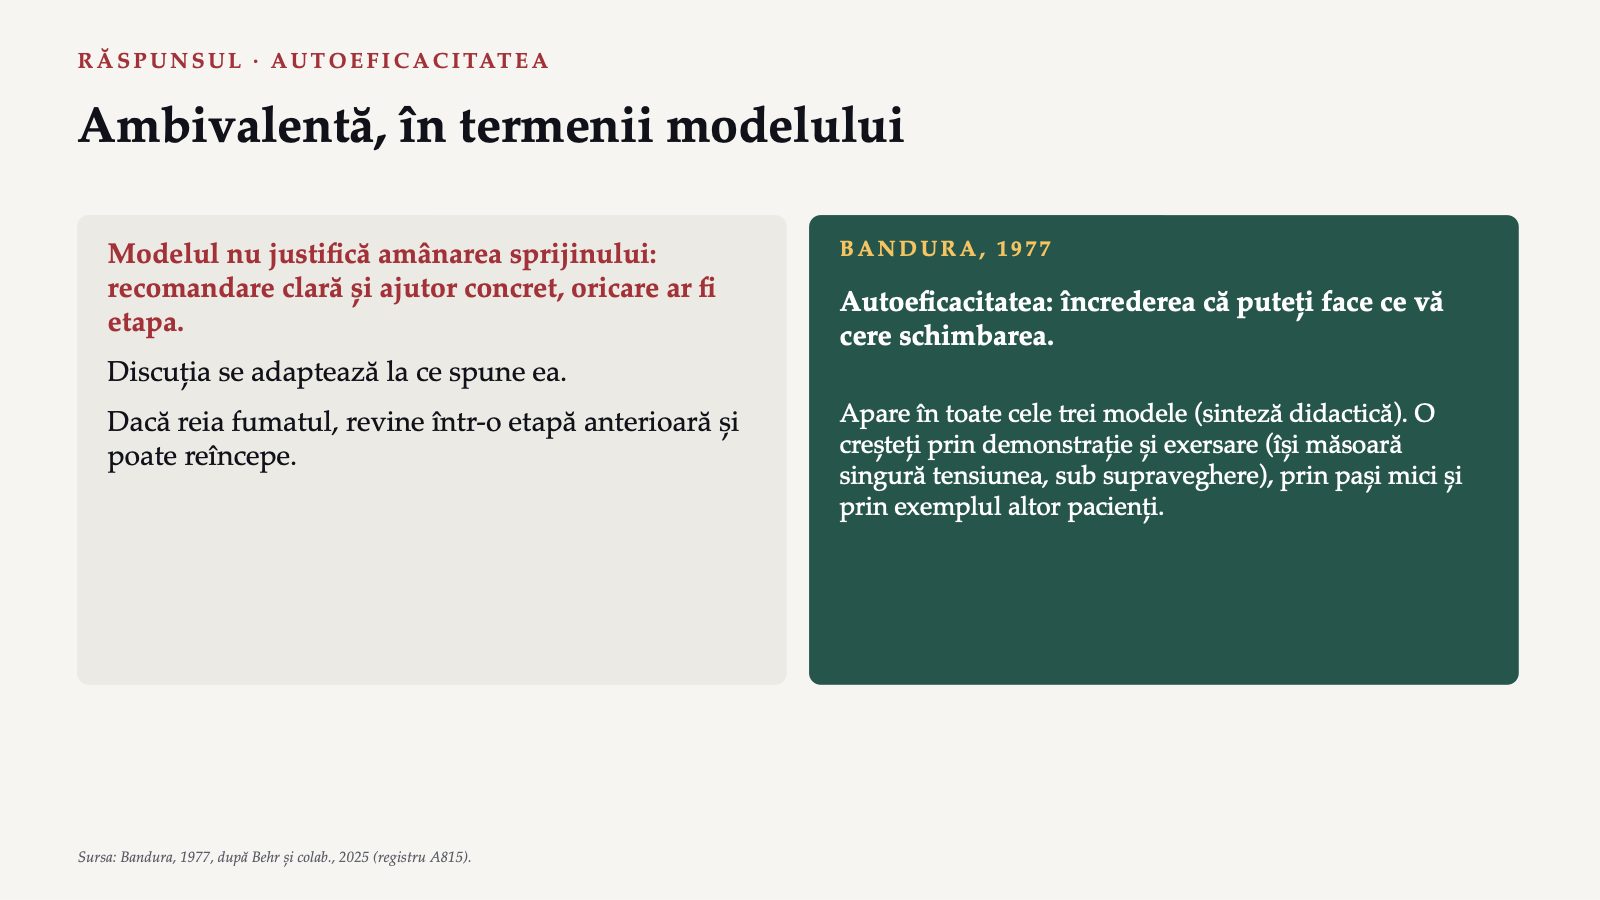 RĂSPUNSUL · AUTOEFICACITATEA
Ambivalentă, în termenii modelului
Modelul nu justifică amânarea sprijinului:
recomandare clară și ajutor concret, oricare ar fi
etapa.
Discuția se adaptează la ce spune ea.
Dacă reia fumatul, revine într-o etapă anterioară și
poate reîncepe.
BANDURA, 1977
Autoeficacitatea: încrederea că puteți face ce vă
cere schimbarea.
Apare în toate cele trei modele (sinteză didactică). O
creșteți prin demonstrație și exersare (își măsoară
singură tensiunea, sub supraveghere), prin pași mici și
prin exemplul altor pacienți.
Sursa: Bandura, 1977, după Behr și colab., 2025 (registru A815).